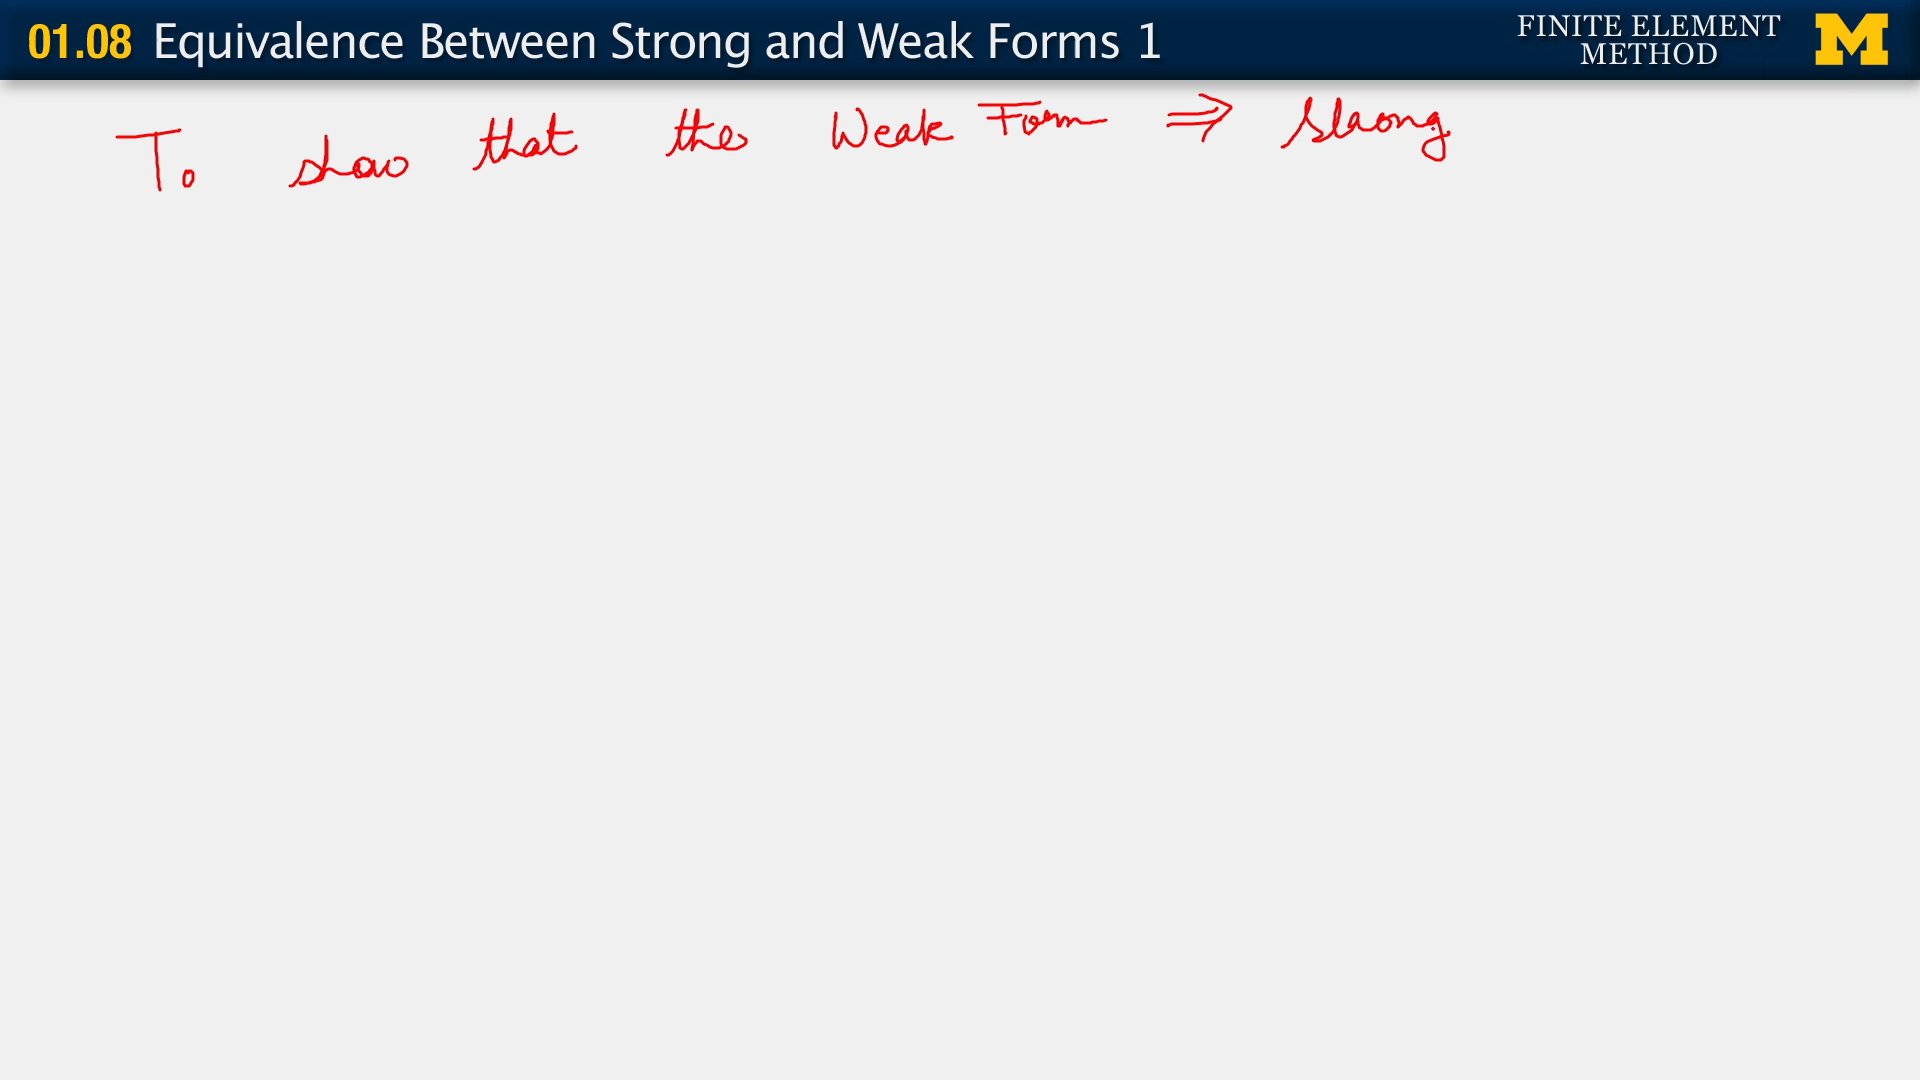 01.08 Equivalence Between Strong and Weak Forms 1
FINITE ELEMENT
METHOD
M
To show that the Weak Form ⇒ Strong